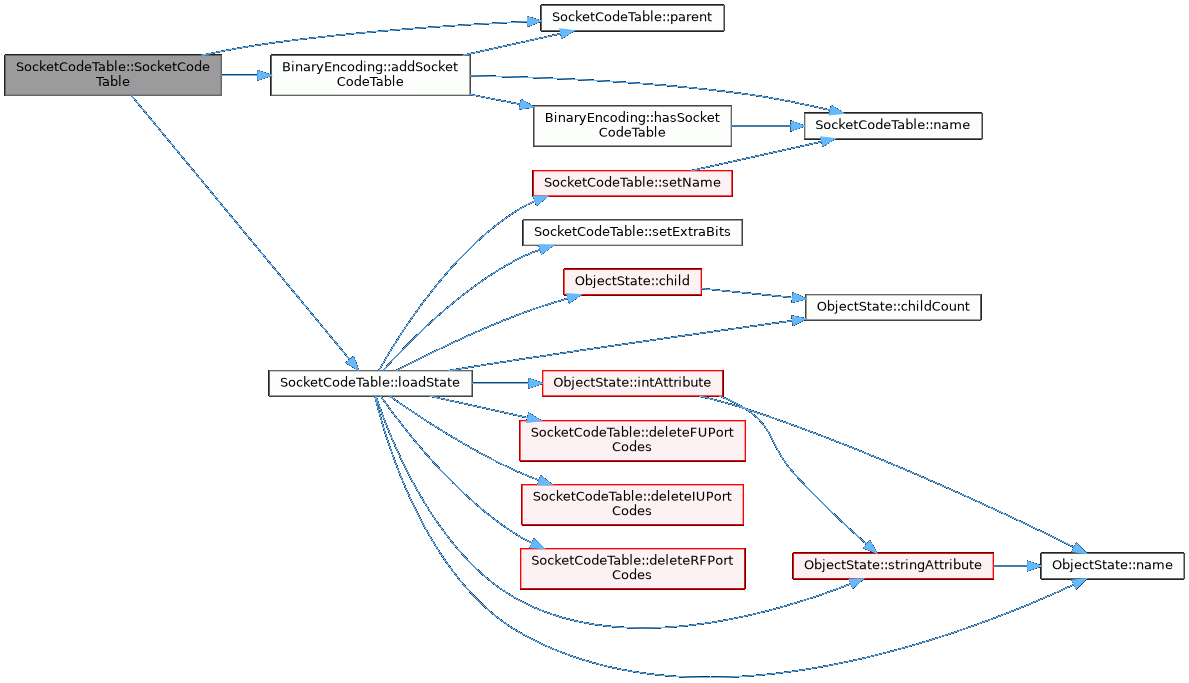 SocketCodeTable::parent
SocketCodeTable::SocketCode
Table
BinaryEncoding::addSocket
CodeTable
BinaryEncoding::hasSocket
CodeTable
SocketCodeTable::name
SocketCodeTable::setName
SocketCodeTable::setExtraBits
ObjectState::child
ObjectState::childCount
SocketCodeTable::loadState
ObjectState::intAttribute
SocketCodeTable::deleteFUPort
Codes
SocketCodeTable::deleteIUPort
Codes
SocketCodeTable::deleteRFPort
Codes
ObjectState::stringAttribute
ObjectState::name